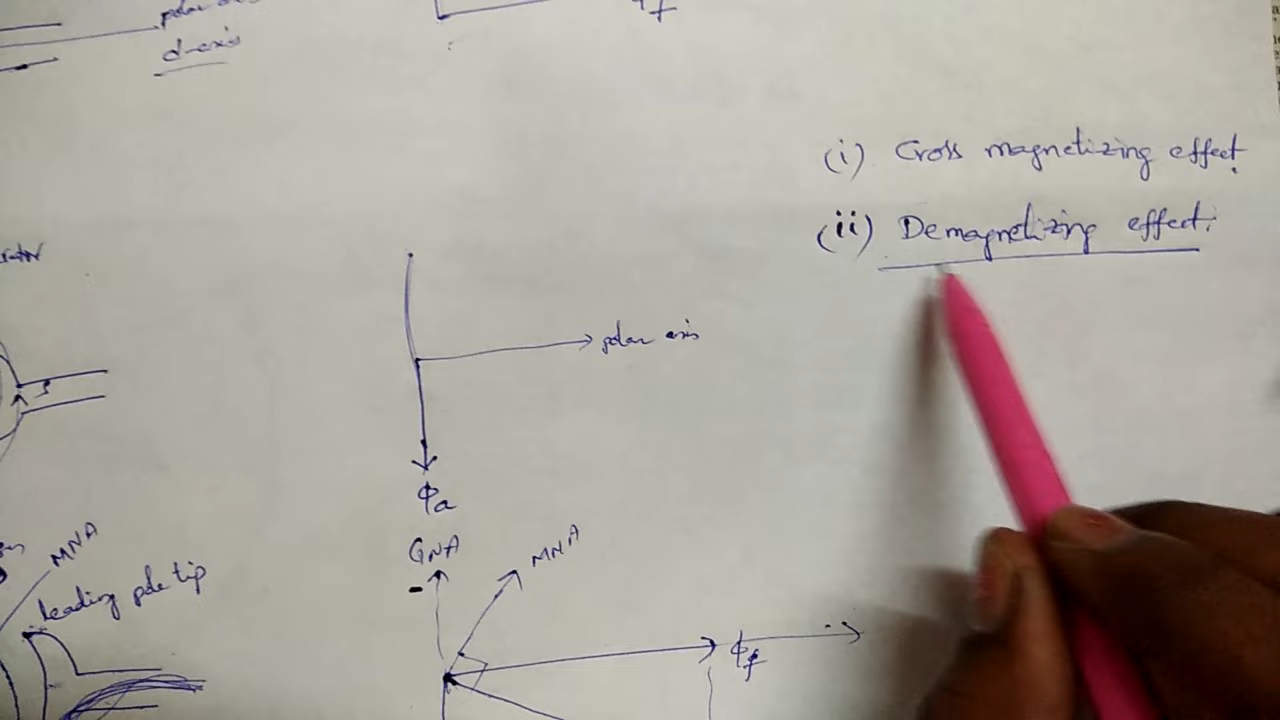 d-axis
(i) Cross magnetizing effect.
(ii) Demagnetizing effect.
polar axis
ϕa
GNA
MNA
MNA
leading pole tip
ϕf